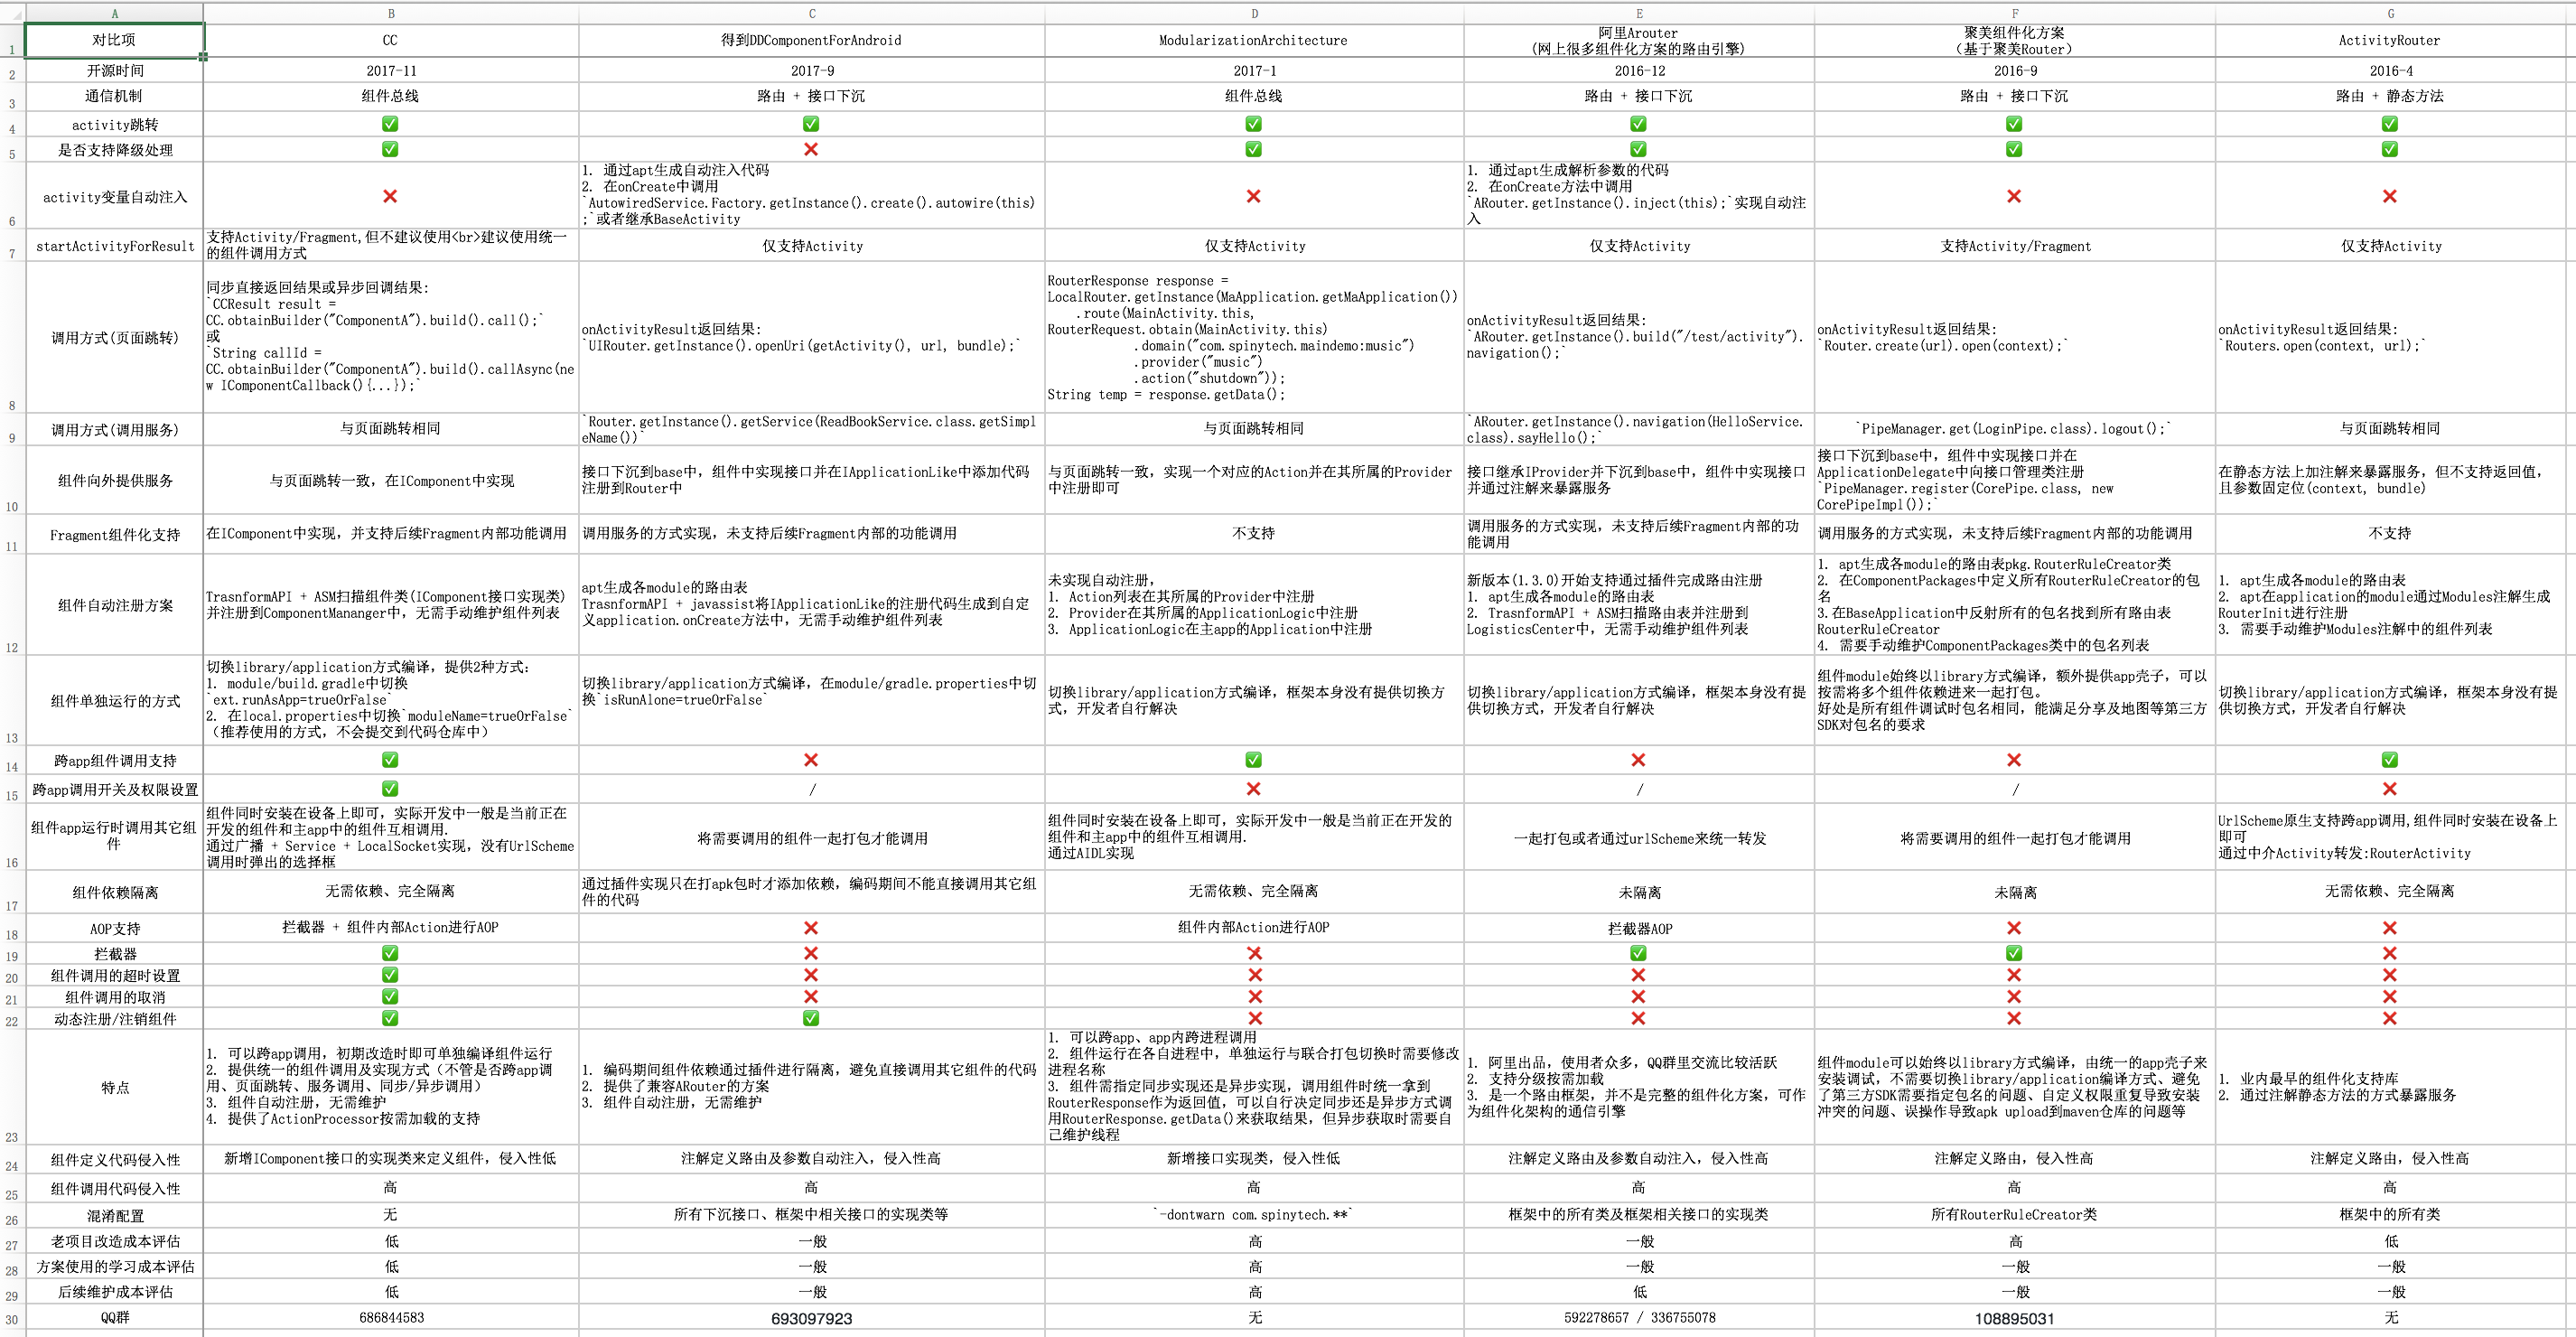 A B C D E F G
1 对比项 CC 得到DDComponentForAndroid ModularizationArchitecture 阿里Arouter
(网上很多组件化方案的路由引擎) 聚美组件化方案
(基于聚美Router) ActivityRouter
2 开源时间 2017-11 2017-9 2017-1 2016-12 2016-9 2016-4
3 通信机制 组件总线 路由 + 接口下沉 组件总线 路由 + 接口下沉 路由 + 接口下沉 路由 + 静态方法
4 activity跳转 ✅ ✅ ✅ ✅ ✅ ✅
5 是否支持降级处理 ✅ ❌ ✅ ✅ ✅ ✅
6 activity变量自动注入 ❌
1. 通过apt生成自动注入代码
2. 在onCreate中调用
`AutowiredService.Factory.getInstance().create().autowire(this)
;`或者继承BaseActivity
❌
1. 通过apt生成解析参数的代码
2. 在onCreate方法中调用
`ARouter.getInstance().inject(this);`实现自动注
入
❌ ❌
7 startActivityForResult
支持Activity/Fragment,但不建议使用<br>建议使用统一
的组件调用方式
仅支持Activity
仅支持Activity
仅支持Activity
支持Activity/Fragment
仅支持Activity
8 调用方式(页面跳转)
同步直接返回结果或异步回调结果:
`CCResult result =
CC.obtainBuilder("ComponentA").build().call();`
或
`String callId =
CC.obtainBuilder("ComponentA").build().callAsync(ne
w IComponentCallback(){...});`
onActivityResult返回结果:
`UIRouter.getInstance().openUri(getActivity(), url, bundle);`
RouterResponse response =
LocalRouter.getInstance(MaApplication.getMaApplication())
.route(MainActivity.this,
RouterRequest.obtain(MainActivity.this)
.domain("com.spinytech.maindemo:music")
.provider("music")
.action("shutdown"));
String temp = response.getData();
onActivityResult返回结果:
`ARouter.getInstance().build("/test/activity").
navigation();`
onActivityResult返回结果:
`Router.create(url).open(context);`
onActivityResult返回结果:
`Routers.open(context, url);`
9 调用方式(调用服务)
与页面跳转相同
`Router.getInstance().getService(ReadBookService.class.getSimpl
eName())`
与页面跳转相同
`ARouter.getInstance().navigation(HelloService.
class).sayHello();`
`PipeManager.get(LoginPipe.class).logout();`
与页面跳转相同
10 组件向外提供服务
与页面跳转一致，在IComponent中实现
接口下沉到base中，组件中实现接口并在IApplicationLike中添加代码
注册到Router中
与页面跳转一致，实现一个对应的Action并在其所属的Provider
中注册即可
接口继承IProvider并下沉到base中，组件中实现接口
并通过注解来暴露服务
接口下沉到base中，组件中实现接口并在
ApplicationDelegate中向接口管理类注册
`PipeManager.register(CorePipe.class, new
CorePipeImpl());`
在静态方法上加注解来暴露服务，但不支持返回值，
且参数固定位(context, bundle)
11 Fragment组件化支持
在IComponent中实现，并支持后续Fragment内部功能调用
调用服务的方式实现，未支持后续Fragment内部的功能调用
不支持
调用服务的方式实现，未支持后续Fragment内部的功
能调用
调用服务的方式实现，未支持后续Fragment内部的功能调用
不支持
12 组件自动注册方案
TrasnformAPI + ASM扫描组件类(IComponent接口实现类)
并注册到ComponentMananger中，无需手动维护组件列表
apt生成各module的路由表
TrasnformAPI + javassist将IApplicationLike的注册代码生成到自定
义application.onCreate方法中，无需手动维护组件列表
未实现自动注册，
1. Action列表在其所属的Provider中注册
2. Provider在其所属的ApplicationLogic中注册
3. ApplicationLogic在主app的Application中注册
新版本(1.3.0)开始支持通过插件完成路由注册
1. apt生成各module的路由表
2. TrasnformAPI + ASM扫描路由表并注册到
LogisticsCenter中，无需手动维护组件列表
1. apt生成各module的路由表pkg.RouterRuleCreator类
2. 在ComponentPackages中定义所有RouterRuleCreator的包
名
3.在BaseApplication中反射所有的包名找到所有路由表
RouterRuleCreator
4. 需要手动维护ComponentPackages类中的包名列表
1. apt生成各module的路由表
2. apt在application的module通过Modules注解生成
RouterInit进行注册
3. 需要手动维护Modules注解中的组件列表
13 组件单独运行的方式
切换library/application方式编译，提供2种方式：
1. module/build.gradle中切换
`ext.runAsApp=trueOrFalse`
2. 在local.properties中切换`moduleName=trueOrFalse`
（推荐使用的方式，不会提交到代码仓库中）
切换library/application方式编译，在module/gradle.properties中切
换`isRunAlone=trueOrFalse`
切换library/application方式编译，框架本身没有提供切换方
式，开发者自行解决
切换library/application方式编译，框架本身没有提
供切换方式，开发者自行解决
组件module始终以library方式编译，额外提供app壳子，可以
按需将多个组件依赖进来一起打包。
好处是所有组件调试时包名相同，能满足分享及地图等第三方
SDK对包名的要求
切换library/application方式编译，框架本身没有提
供切换方式，开发者自行解决
14 跨app组件调用支持 ✅ ❌ ✅ ❌ ❌ ✅
15 跨app调用开关及权限设置 ✅ / ❌ / / ❌
16 组件app运行时调用其它组
件
组件同时安装在设备上即可，实际开发中一般是当前正在
开发的组件和主app中的组件互相调用.
通过广播 + Service + LocalSocket实现，没有UrlScheme
调用时弹出的选择框
将需要调用的组件一起打包才能调用
组件同时安装在设备上即可，实际开发中一般是当前正在开发的
组件和主app中的组件互相调用.
通过AIDL实现
一起打包或者通过urlScheme来统一转发
将需要调用的组件一起打包才能调用
UrlScheme原生支持跨app调用,组件同时安装在设备上
即可
通过中介Activity转发:RouterActivity
17 组件依赖隔离
无需依赖、完全隔离
通过插件实现只在打apk包时才添加依赖，编码期间不能直接调用其它组
件的代码
无需依赖、完全隔离
未隔离
未隔离
无需依赖、完全隔离
18 AOP支持 拦截器 + 组件内部Action进行AOP ❌ 组件内部Action进行AOP 拦截器AOP ❌ ❌
19 拦截器 ✅ ❌ ❌ ✅ ✅ ❌
20 组件调用的超时设置 ✅ ❌ ❌ ❌ ❌ ❌
21 组件调用的取消 ✅ ❌ ❌ ❌ ❌ ❌
22 动态注册/注销组件 ✅ ✅ ❌ ❌ ❌ ❌
23 特点
1. 可以跨app调用，初期改造时即可单独编译组件运行
2. 提供统一的组件调用及实现方式（不管是否跨app调
用、页面跳转、服务调用、同步/异步调用）
3. 组件自动注册，无需维护
4. 提供了ActionProcessor按需加载的支持
1. 编码期间组件依赖通过插件进行隔离，避免直接调用其它组件的代码
2. 提供了兼容ARouter的方案
3. 组件自动注册，无需维护
1. 可以跨app、app内跨进程调用
2. 组件运行在各自进程中，单独运行与联合打包切换时需要修改
进程名称
3. 组件需指定同步实现还是异步实现，调用组件时统一拿到
RouterResponse作为返回值，可以自行决定同步还是异步方式调
用RouterResponse.getData()来获取结果，但异步获取时需要自
己维护线程
1. 阿里出品，使用者众多，QQ群里交流比较活跃
2. 支持分级按需加载
3. 是一个路由框架，并不是完整的组件化方案，可作
为组件化架构的通信引擎
组件module可以始终以library方式编译，由统一的app壳子来
安装调试，不需要切换library/application编译方式、避免
了第三方SDK需要指定包名的问题、自定义权限重复导致安装
冲突的问题、误操作导致apk upload到maven仓库的问题等
1. 业内最早的组件化支持库
2. 通过注解静态方法的方式暴露服务
24 组件定义代码侵入性 新增IComponent接口的实现类来定义组件，侵入性低 注解定义路由及参数自动注入，侵入性高 新增接口实现类，侵入性低 注解定义路由及参数自动注入，侵入性高 注解定义路由，侵入性高 注解定义路由，侵入性高
25 组件调用代码侵入性 高 高 高 高 高 高
26 混淆配置 无 所有下沉接口、框架中相关接口的实现类等 `-dontwarn com.spinytech.**` 框架中的所有类及框架相关接口的实现类 所有RouterRuleCreator类 框架中的所有类
27 老项目改造成本评估 低 一般 高 一般 高 低
28 方案使用的学习成本评估 低 一般 高 一般 一般 一般
29 后续维护成本评估 低 一般 高 低 一般 一般
30 QQ群 686844583 693097923 无 592278657 / 336755078 108895031 无